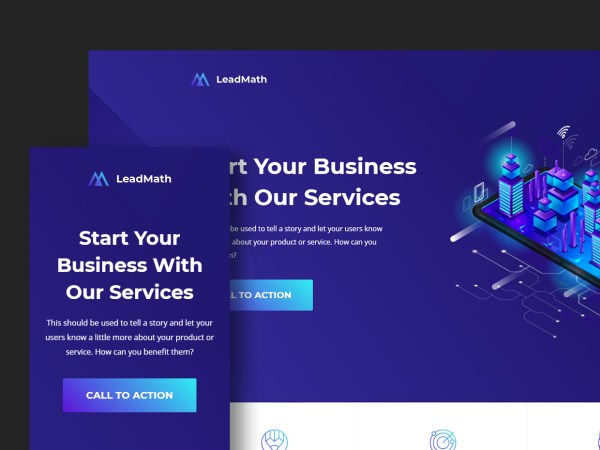 LeadMath
rt Your Business
h Our Services
be used to tell a story and let your users know
about your product or service. How can you
m?
LL TO ACTION
LeadMath
Start Your
Business With
Our Services
This should be used to tell a story and let your
users know a little more about your product or
service. How can you benefit them?
CALL TO ACTION